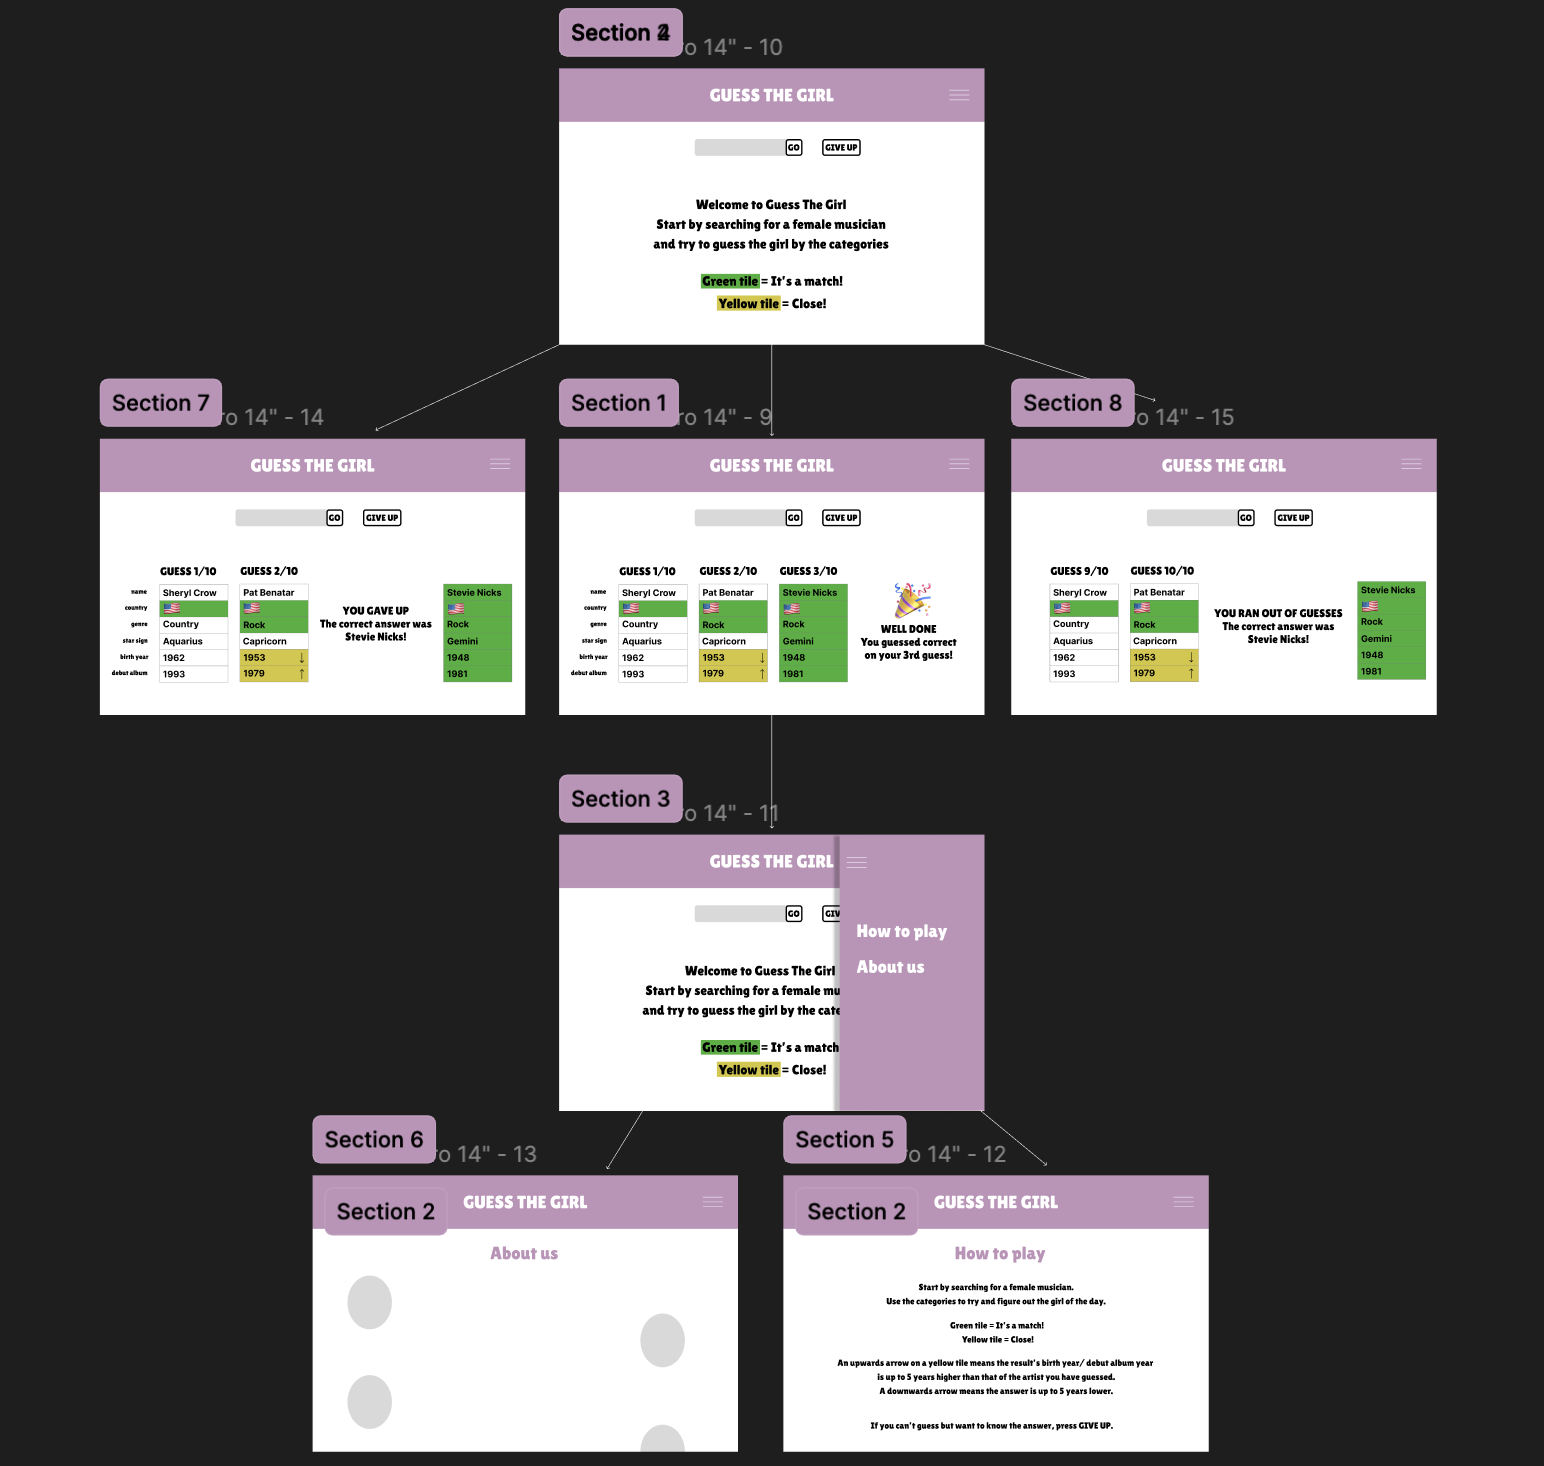 Section
ro 14" - 10
GUESS THE GIRL
GO
GIVE UP
Welcome to Guess The Girl
Start by searching for a female musician
and try to guess the girl by the categories
Green tile = It's a match!
Yellow tile = Close!
Section 7
ro 14" - 14
GUESS THE GIRL
GO
GIVE UP
GUESS 1/10
GUESS 2/10
name
Sheryl Crow
Pat Benatar
Stevie Nicks
country
genre
Country
Rock
Rock
star sign
Aquarius
Capricorn
Gemini
birth year
1962
1953 ↓
1948
debut album
1993
1979 ↑
1981
YOU GAVE UP
The correct answer was
Stevie Nicks!
Section 1
ro 14" - 9
GUESS THE GIRL
GO
GIVE UP
GUESS 1/10
GUESS 2/10
GUESS 3/10
name
Sheryl Crow
Pat Benatar
Stevie Nicks
country
genre
Country
Rock
Rock
star sign
Aquarius
Capricorn
Gemini
birth year
1962
1953 ↓
1948
debut album
1993
1979 ↑
1981
WELL DONE
You guessed correct
on your 3rd guess!
Section 8
ro 14" - 15
GUESS THE GIRL
GO
GIVE UP
GUESS 9/10
GUESS 10/10
Sheryl Crow
Pat Benatar
Stevie Nicks
Country
Rock
Rock
Aquarius
Capricorn
Gemini
1962
1953 ↓
1948
1993
1979 ↑
1981
YOU RAN OUT OF GUESSES
The correct answer was
Stevie Nicks!
Section 3
ro 14" - 11
GUESS THE GIRL
GO
GIV
Welcome to Guess The Girl
Start by searching for a female mu
and try to guess the girl by the cate
Green tile = It's a match
Yellow tile = Close!
How to play
About us
Section 6
ro 14" - 13
Section 2
GUESS THE GIRL
About us
Section 5
ro 14" - 12
Section 2
GUESS THE GIRL
How to play
Start by searching for a female musician.
Use the categories to try and figure out the girl of the day.
Green tile = It's a match!
Yellow tile = Close!
An upwards arrow on a yellow tile means the result's birth year/ debut album year
is up to 5 years higher than that of the artist you have guessed.
A downwards arrow means the answer is up to 5 years lower.
If you can't guess but want to know the answer, press GIVE UP.